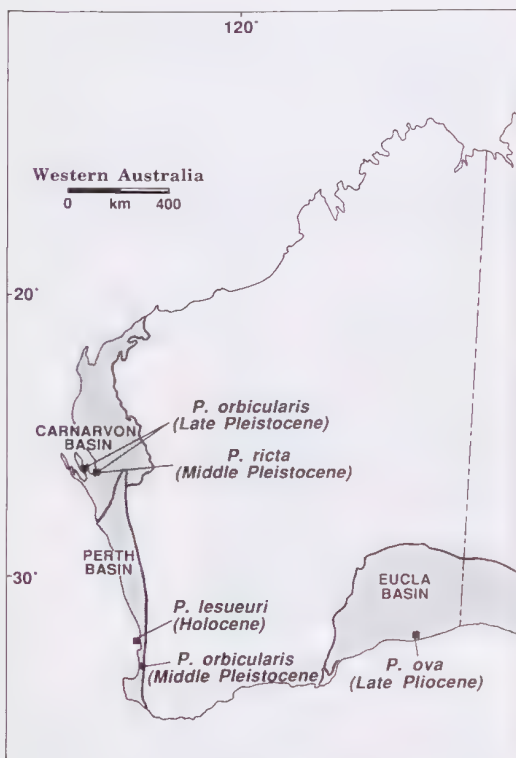 120°
Western Australia
0 km 400
20°
P. orbicularis
(Late Pleistocene)
CARNARVON
BASIN
P. ricta
(Middle Pleistocene)
PERTH
BASIN
30°
EUCLA
BASIN
P. lesueuri
(Holocene)
P. orbicularis
(Middle Pleistocene)
P. ova
(Late Pliocene)